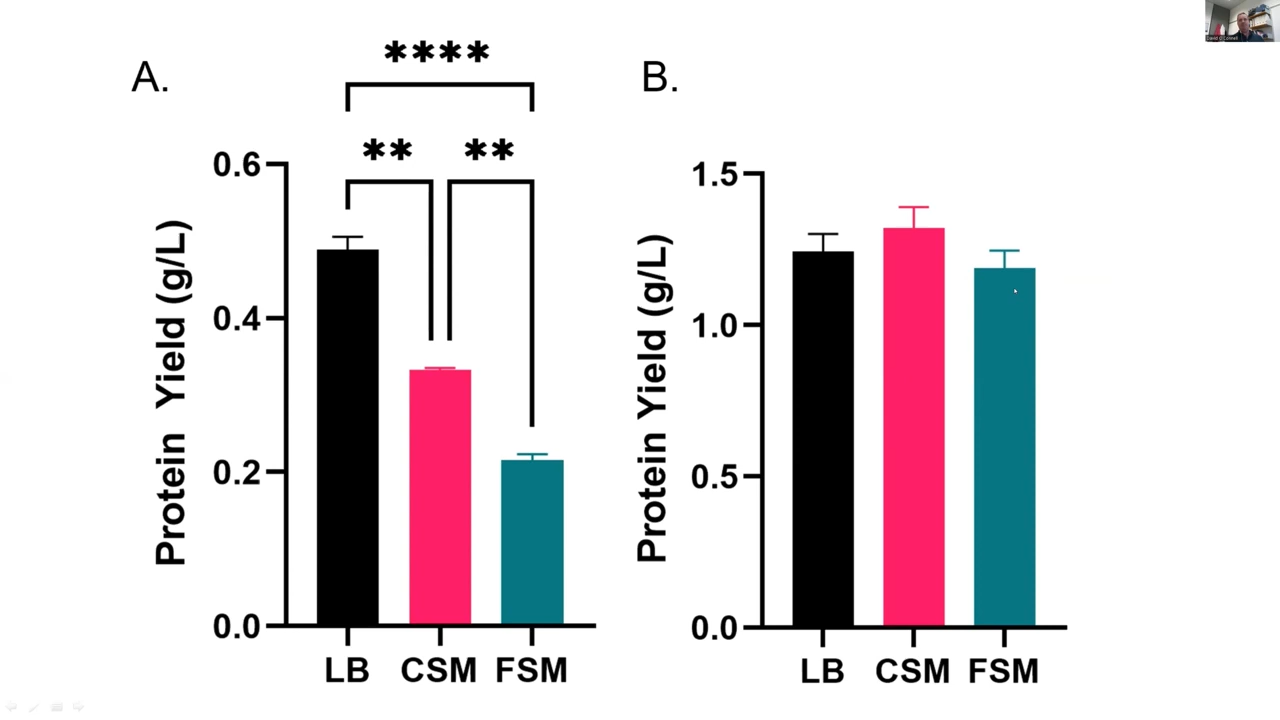 A.
****
** **
0.6
0.4
0.2
0.0
Protein Yield (g/L)
LB CSM FSM
B.
1.5
1.0
0.5
0.0
Protein Yield (g/L)
LB CSM FSM